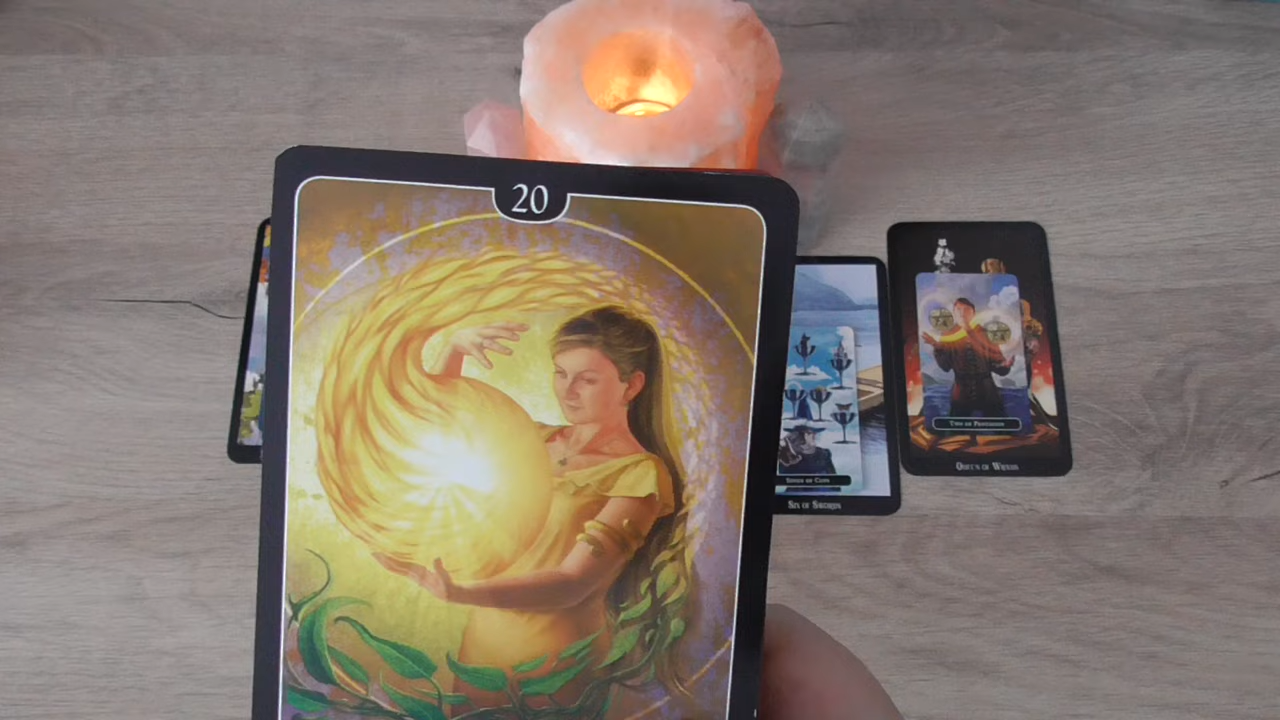 20
Two of Pentacles
Queen of Wands
Seven of Cups
Six of Swords